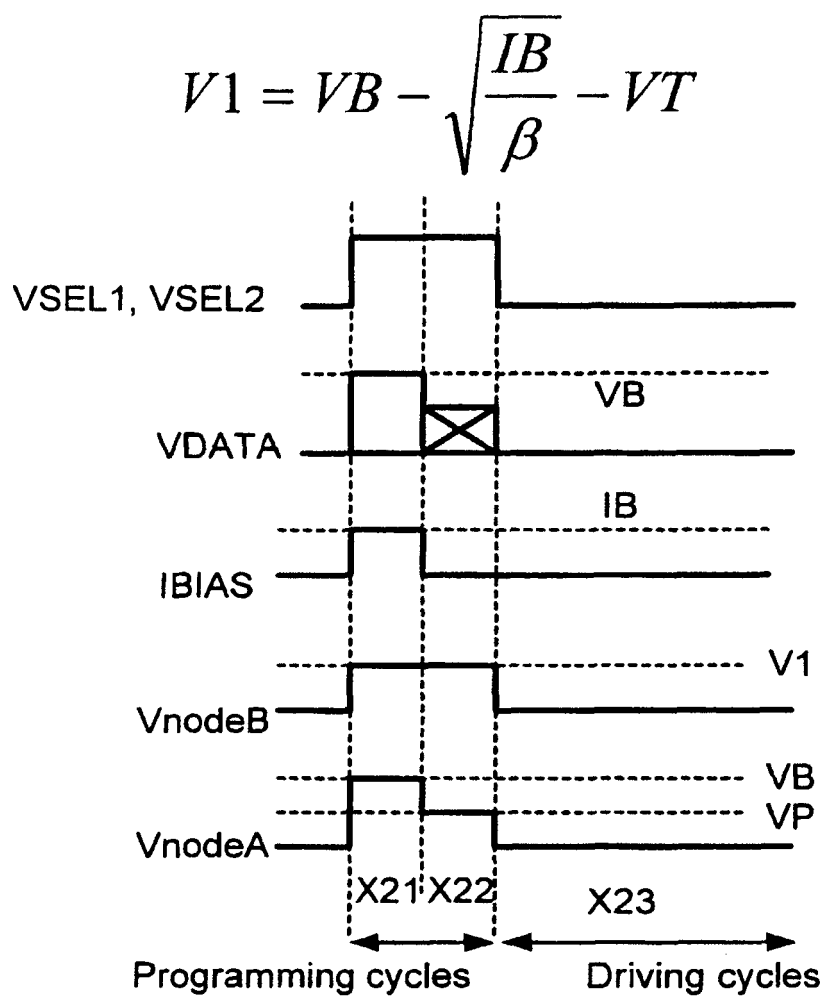 V1 = VB − √(IB/β) − VT
VSEL1, VSEL2
VB
VDATA
IB
IBIAS
V1
VnodeB
VB
VP
VnodeA
X21 X22 X23
Programming cycles Driving cycles